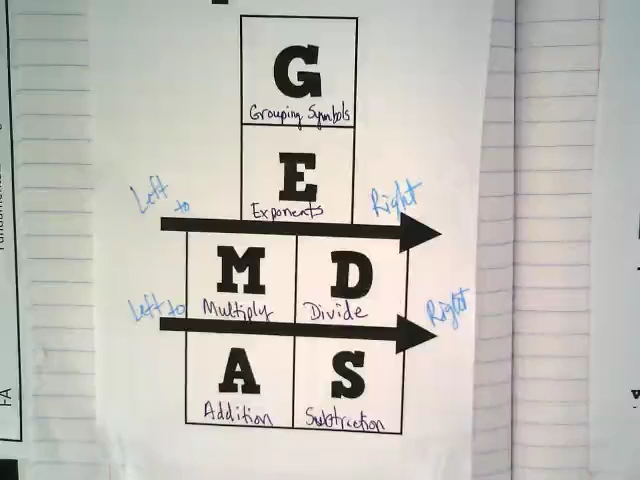 G
Grouping Symbols
E
Exponents
Left to Right
M D
Multiply Divide
Left to Right
A S
Addition Subtraction